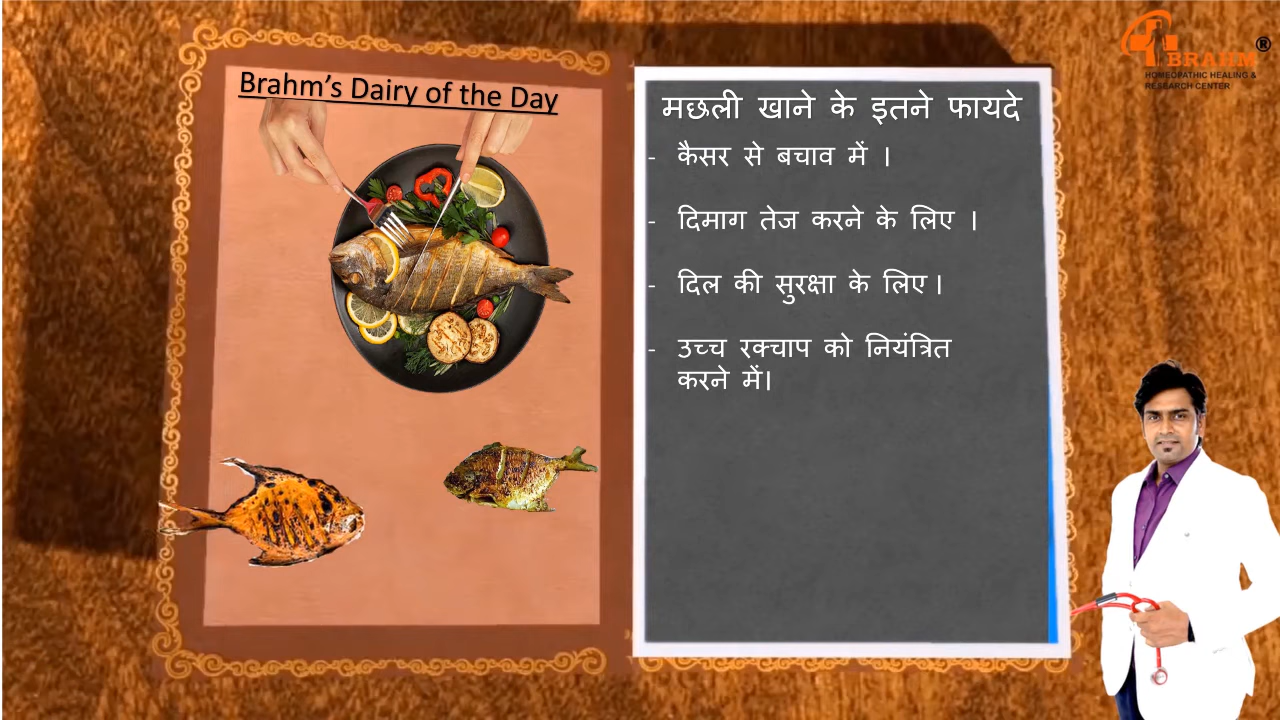 Brahm’s Dairy of the Day
BRAHM®
HOMEOPATHIC HEALING &
RESEARCH CENTER
मछली खाने के इतने फायदे
- कैसर से बचाव में ।
- दिमाग तेज करने के लिए ।
- दिल की सुरक्षा के लिए ।
- उच्च रक्चाप को नियंत्रित
करने में।